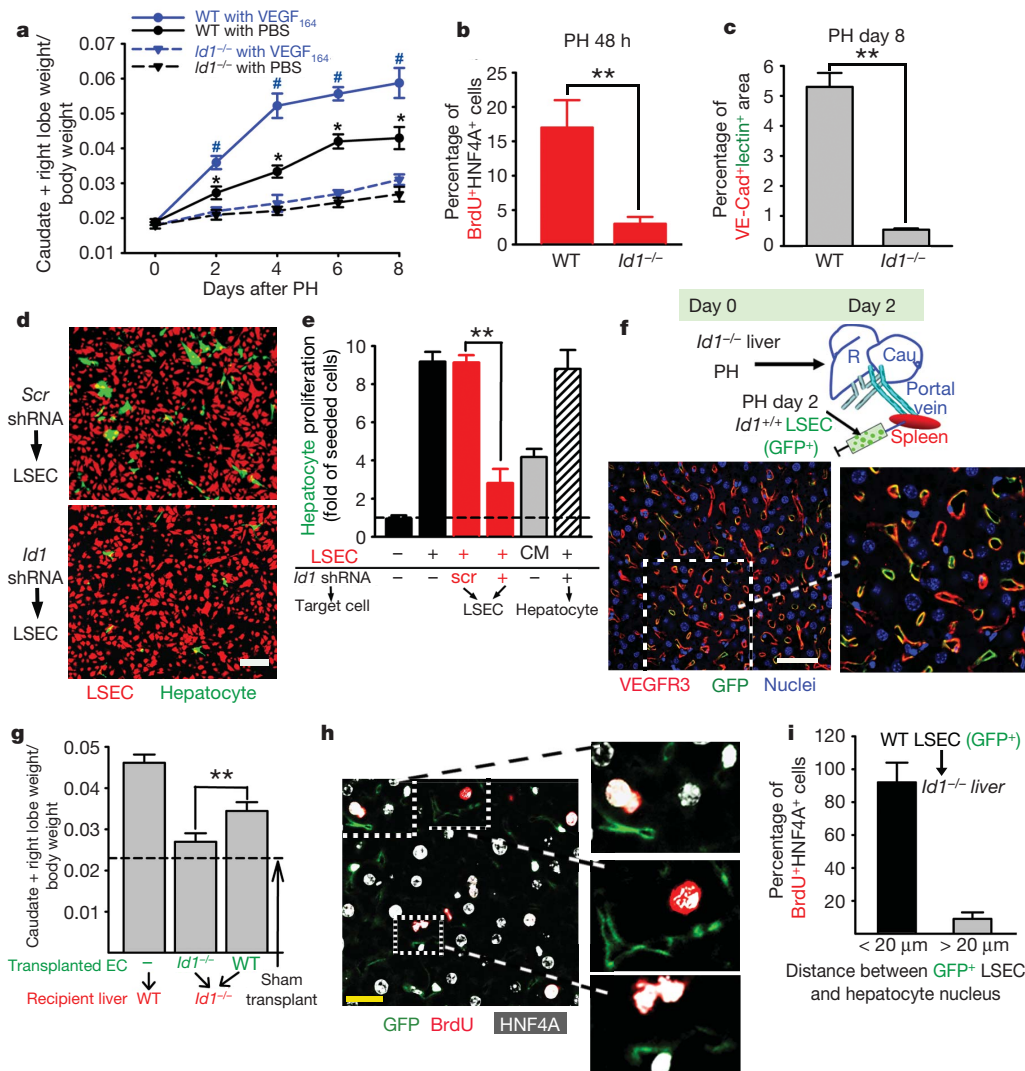 a
WT with VEGF164
WT with PBS
Id1–/– with VEGF164
Id1–/– with PBS
Caudate + right lobe weight/
body weight
0.07
0.06
0.05
0.04
0.03
0.02
0.01
# # # #
* * * *
0 2 4 6 8
Days after PH
b
PH 48 h
**
Percentage of
BrdU+HNF4A+ cells
20
15
10
5
0
WT Id1–/–
c
PH day 8
**
Percentage of
VE-Cad+lectin+ area
6
5
4
3
2
1
0
WT Id1–/–
d
Scr
shRNA
LSEC
Id1
shRNA
LSEC
LSEC Hepatocyte
e
**
Hepatocyte proliferation
(fold of seeded cells)
10
8
6
4
2
0
LSEC – + + + CM +
Id1 shRNA – – scr + – +
Target cell LSEC Hepatocyte
f
Day 0 Day 2
Id1–/– liver
PH
R Cau
Portal
vein
PH day 2
Id1+/+ LSEC
(GFP+)
Spleen
VEGFR3 GFP Nuclei
g
**
Caudate + right lobe weight/
body weight
0.05
0.04
0.03
0.02
0.01
Transplanted EC – Id1–/– WT
Recipient liver WT Id1–/–
Sham
transplant
h
GFP BrdU HNF4A
i
WT LSEC (GFP+)
Id1–/– liver
Percentage of
BrdU+HNF4A+ cells
120
100
80
60
40
20
0
< 20 μm > 20 μm
Distance between GFP+ LSEC
and hepatocyte nucleus